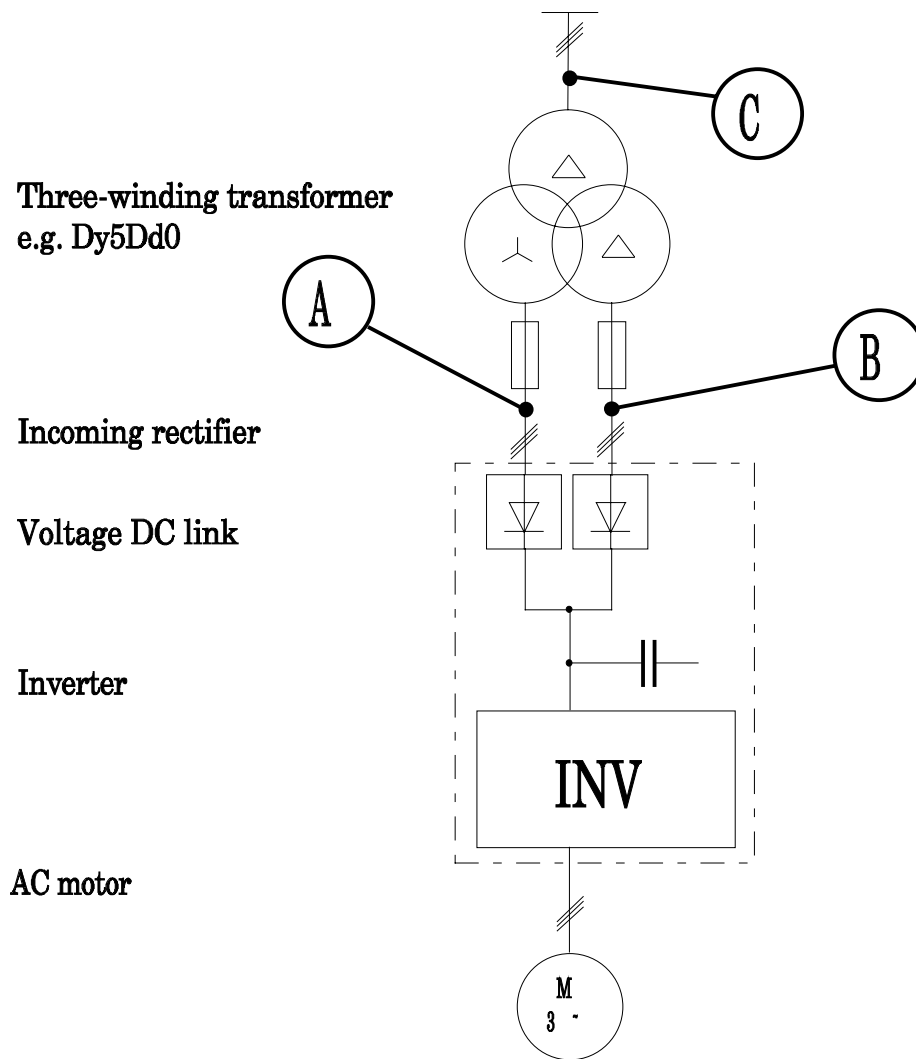 C
Three-winding transformer
e.g. Dy5Dd0
A
B
Incoming rectifier
Voltage DC link
Inverter
INV
AC motor
M
3 ~